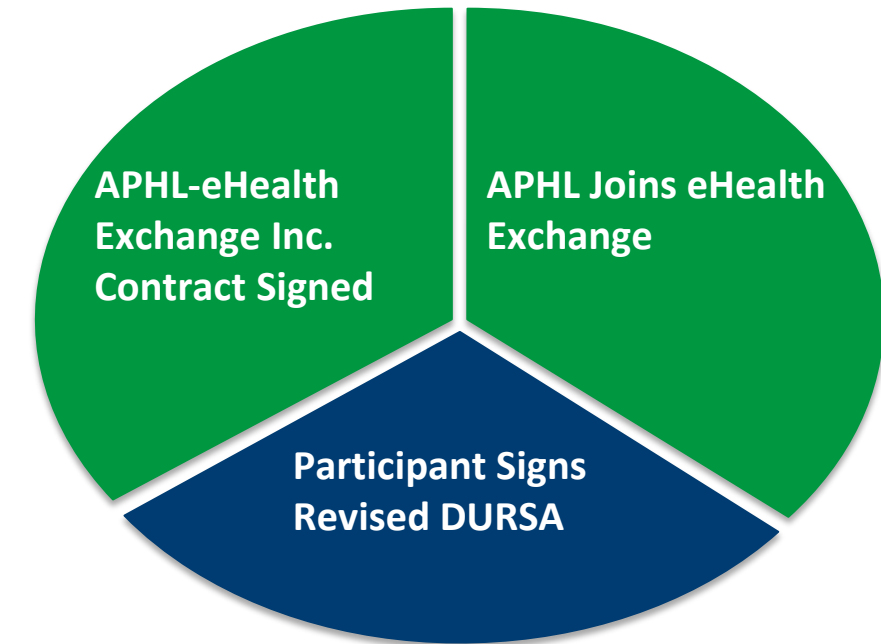 APHL-eHealth
Exchange Inc.
Contract Signed
APHL Joins eHealth
Exchange
Participant Signs
Revised DURSA